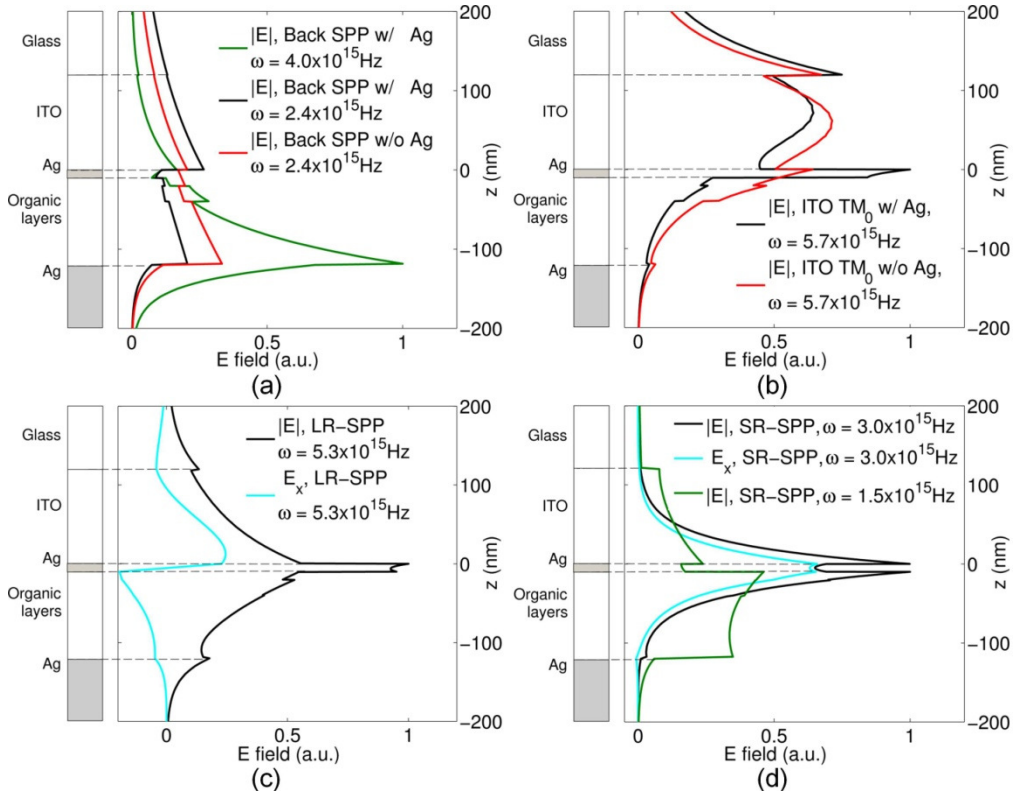 Glass
ITO
Ag
Organic
layers
Ag
|E|, Back SPP w/ Ag
ω = 4.0x10¹⁵Hz
|E|, Back SPP w/ Ag
ω = 2.4x10¹⁵Hz
|E|, Back SPP w/o Ag
ω = 2.4x10¹⁵Hz
200
100
0
−100
−200
z (nm)
0
0.5
1
E field (a.u.)
(a)
Glass
ITO
Ag
Organic
layers
Ag
|E|, ITO TM₀ w/ Ag,
ω = 5.7x10¹⁵Hz
|E|, ITO TM₀ w/o Ag,
ω = 5.7x10¹⁵Hz
200
100
0
−100
−200
z (nm)
0
0.5
1
E field (a.u.)
(b)
Glass
ITO
Ag
Organic
layers
Ag
|E|, LR−SPP
ω = 5.3x10¹⁵Hz
Eₓ, LR−SPP
ω = 5.3x10¹⁵Hz
200
100
0
−100
−200
z (nm)
0
0.5
1
E field (a.u.)
(c)
Glass
ITO
Ag
Organic
layers
Ag
|E|, SR−SPP, ω = 3.0x10¹⁵Hz
Eₓ, SR−SPP, ω = 3.0x10¹⁵Hz
|E|, SR−SPP, ω = 1.5x10¹⁵Hz
200
100
0
−100
−200
z (nm)
0
0.5
1
E field (a.u.)
(d)